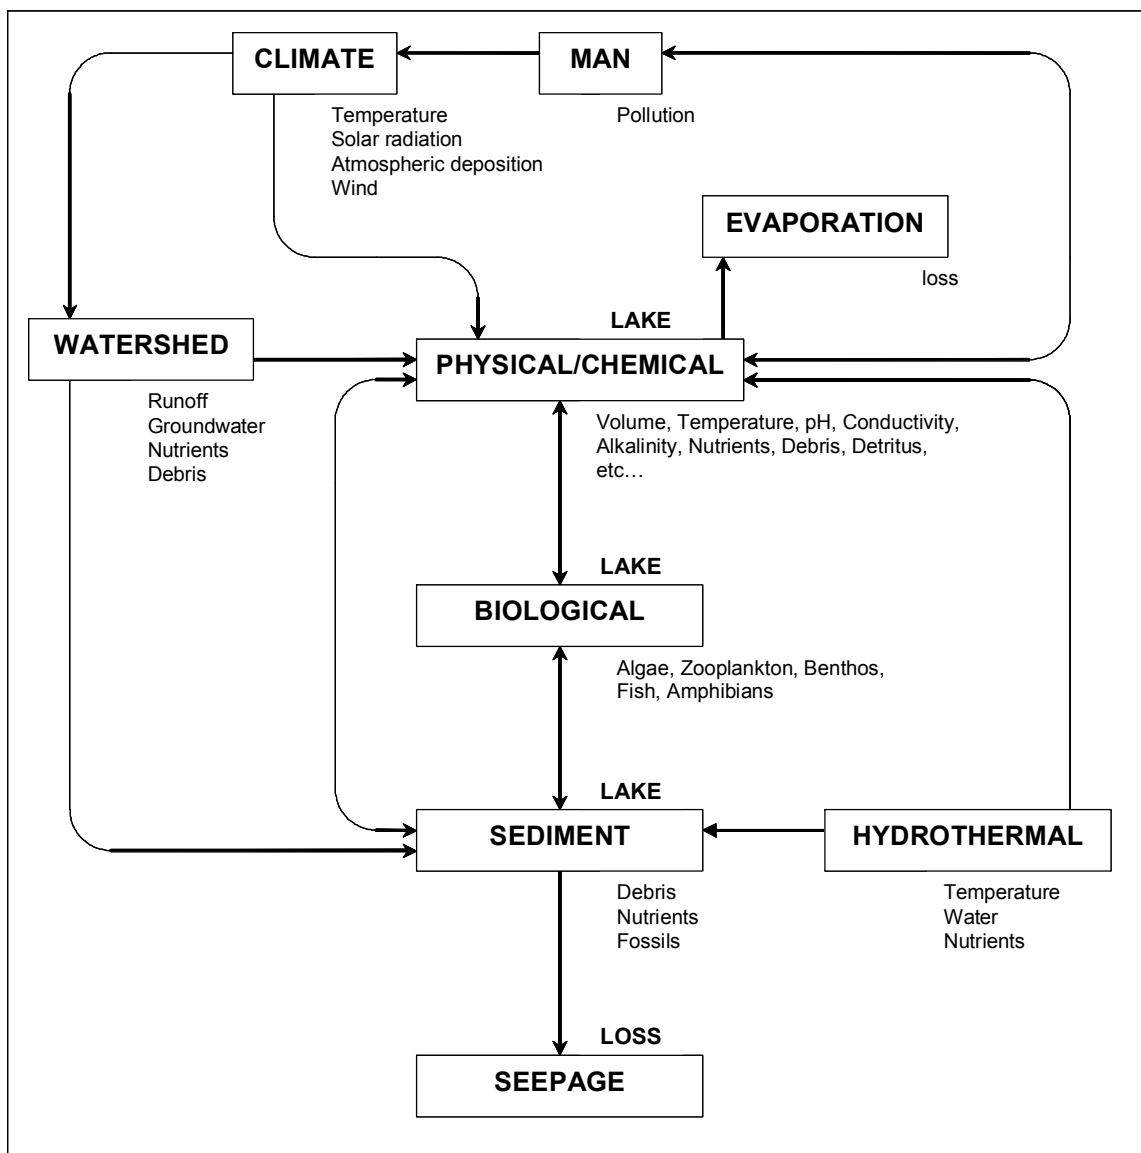 CLIMATE
MAN
Temperature
Solar radiation
Atmospheric deposition
Wind
Pollution
EVAPORATION
loss
LAKE
WATERSHED
PHYSICAL/CHEMICAL
Runoff
Groundwater
Nutrients
Debris
Volume, Temperature, pH, Conductivity,
Alkalinity, Nutrients, Debris, Detritus,
etc…
LAKE
BIOLOGICAL
Algae, Zooplankton, Benthos,
Fish, Amphibians
LAKE
SEDIMENT
HYDROTHERMAL
Debris
Nutrients
Fossils
Temperature
Water
Nutrients
LOSS
SEEPAGE